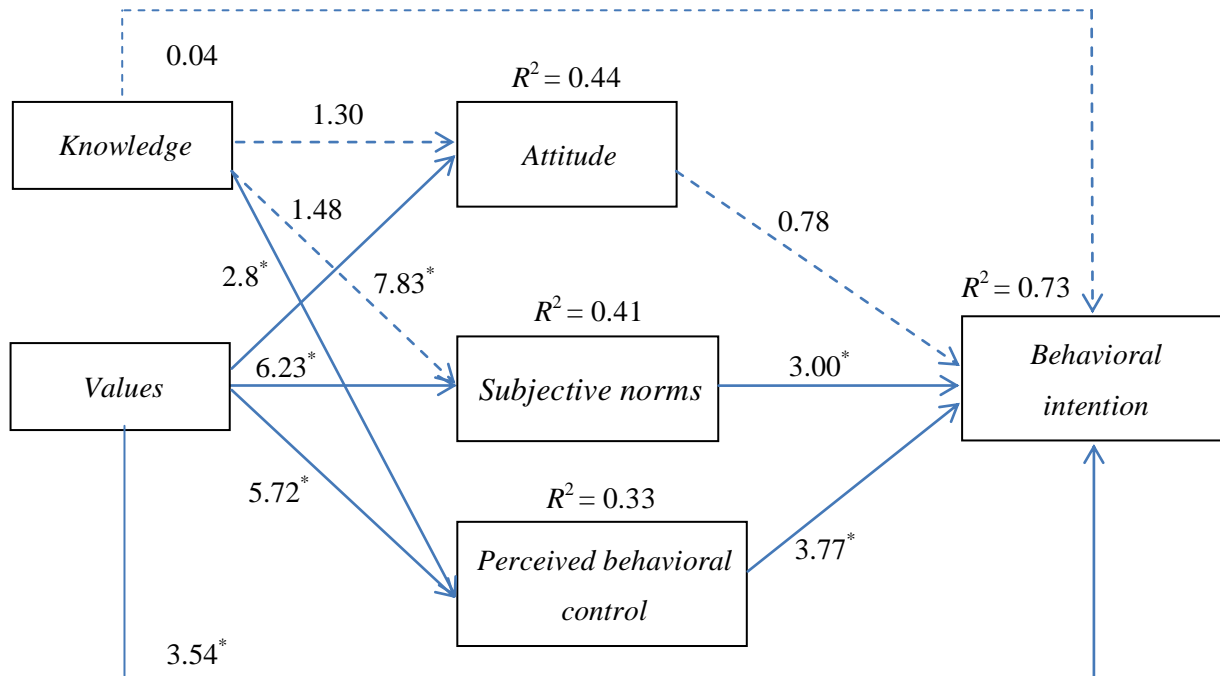 0.04
R² = 0.44
Knowledge
1.30
Attitude
1.48
0.78
2.8*
7.83*
R² = 0.73
R² = 0.41
Values
6.23*
Subjective norms
3.00*
Behavioral
intention
5.72*
R² = 0.33
3.77*
Perceived behavioral
control
3.54*